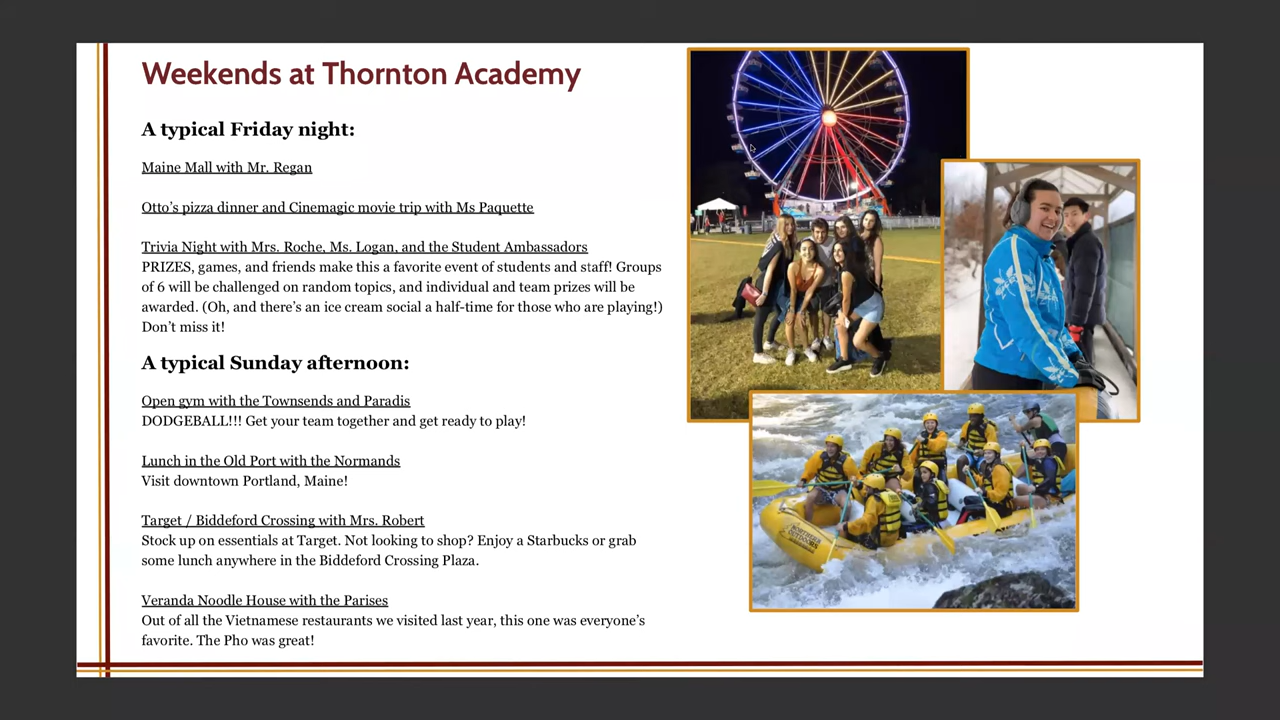 Weekends at Thornton Academy
A typical Friday night:
Maine Mall with Mr. Regan
Otto's pizza dinner and Cinemagic movie trip with Ms Paquette
Trivia Night with Mrs. Roche, Ms. Logan, and the Student Ambassadors
PRIZES, games, and friends make this a favorite event of students and staff! Groups
of 6 will be challenged on random topics, and individual and team prizes will be
awarded. (Oh, and there's an ice cream social a half-time for those who are playing!)
Don't miss it!
A typical Sunday afternoon:
Open gym with the Townsends and Paradis
DODGEBALL!!! Get your team together and get ready to play!
Lunch in the Old Port with the Normands
Visit downtown Portland, Maine!
Target / Biddeford Crossing with Mrs. Robert
Stock up on essentials at Target. Not looking to shop? Enjoy a Starbucks or grab
some lunch anywhere in the Biddeford Crossing Plaza.
Veranda Noodle House with the Parises
Out of all the Vietnamese restaurants we visited last year, this one was everyone's
favorite. The Pho was great!